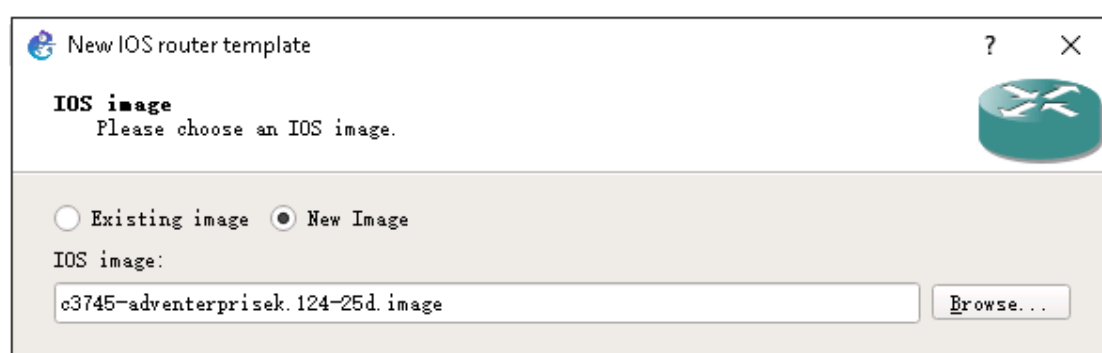 New IOS router template ? ×
IOS image
Please choose an IOS image.
Existing image New Image
IOS image:
c3745-adventerprisek.124-25d.image Browse...